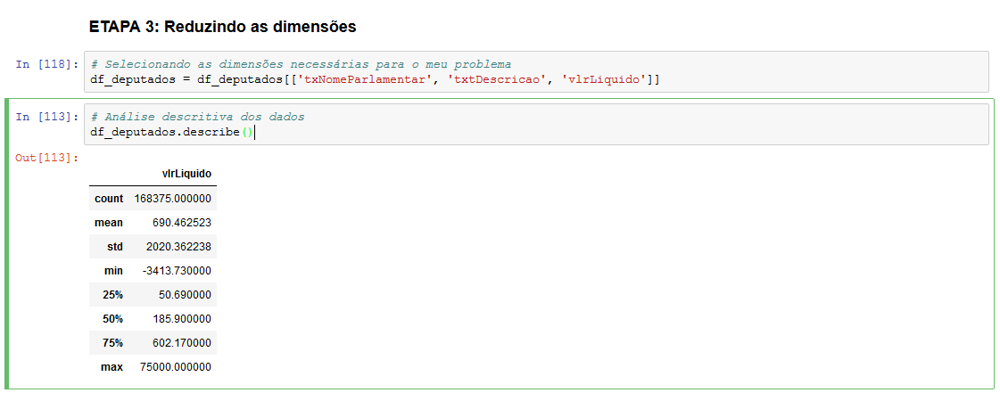 ETAPA 3: Reduzindo as dimensões
In [118]: # Selecionando as dimensões necessárias para o meu problema
df_deputados = df_deputados[['txNomeParlamentar', 'txtDescricao', 'vlrLiquido']]
In [113]: # Análise descritiva dos dados
df_deputados.describe()
Out[113]:
vlrLiquido
count 168375.000000
mean 690.462523
std 2020.362238
min -3413.730000
25% 50.690000
50% 185.900000
75% 602.170000
max 75000.000000